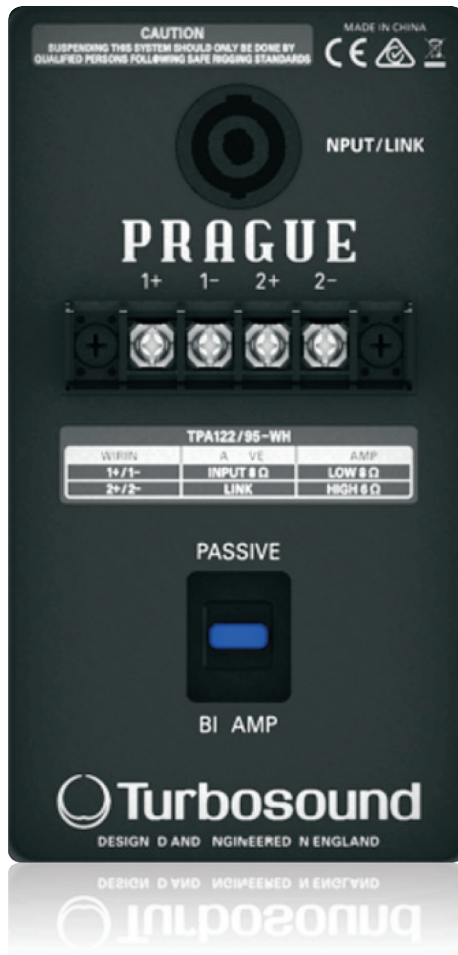 CAUTION
SUSPENDING THIS SYSTEM SHOULD ONLY BE DONE BY
QUALIFIED PERSONS FOLLOWING SAFE RIGGING STANDARDS
MADE IN CHINA
CE
NPUT/LINK
PRAGUE
1+ 1- 2+ 2-
TPA122/95-WH
WIRIN A VE AMP
1+/1- INPUT 8 Ω LOW 8 Ω
2+/2- LINK HIGH 6 Ω
PASSIVE
BI AMP
Turbosound
DESIGN D AND NGINEERED N ENGLAND